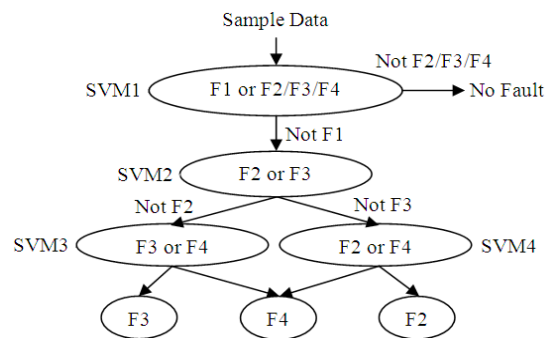 Sample Data
Not F2/F3/F4
SVM1
F1 or F2/F3/F4
No Fault
Not F1
SVM2
F2 or F3
Not F2
Not F3
SVM3
F3 or F4
F2 or F4
SVM4
F3
F4
F2